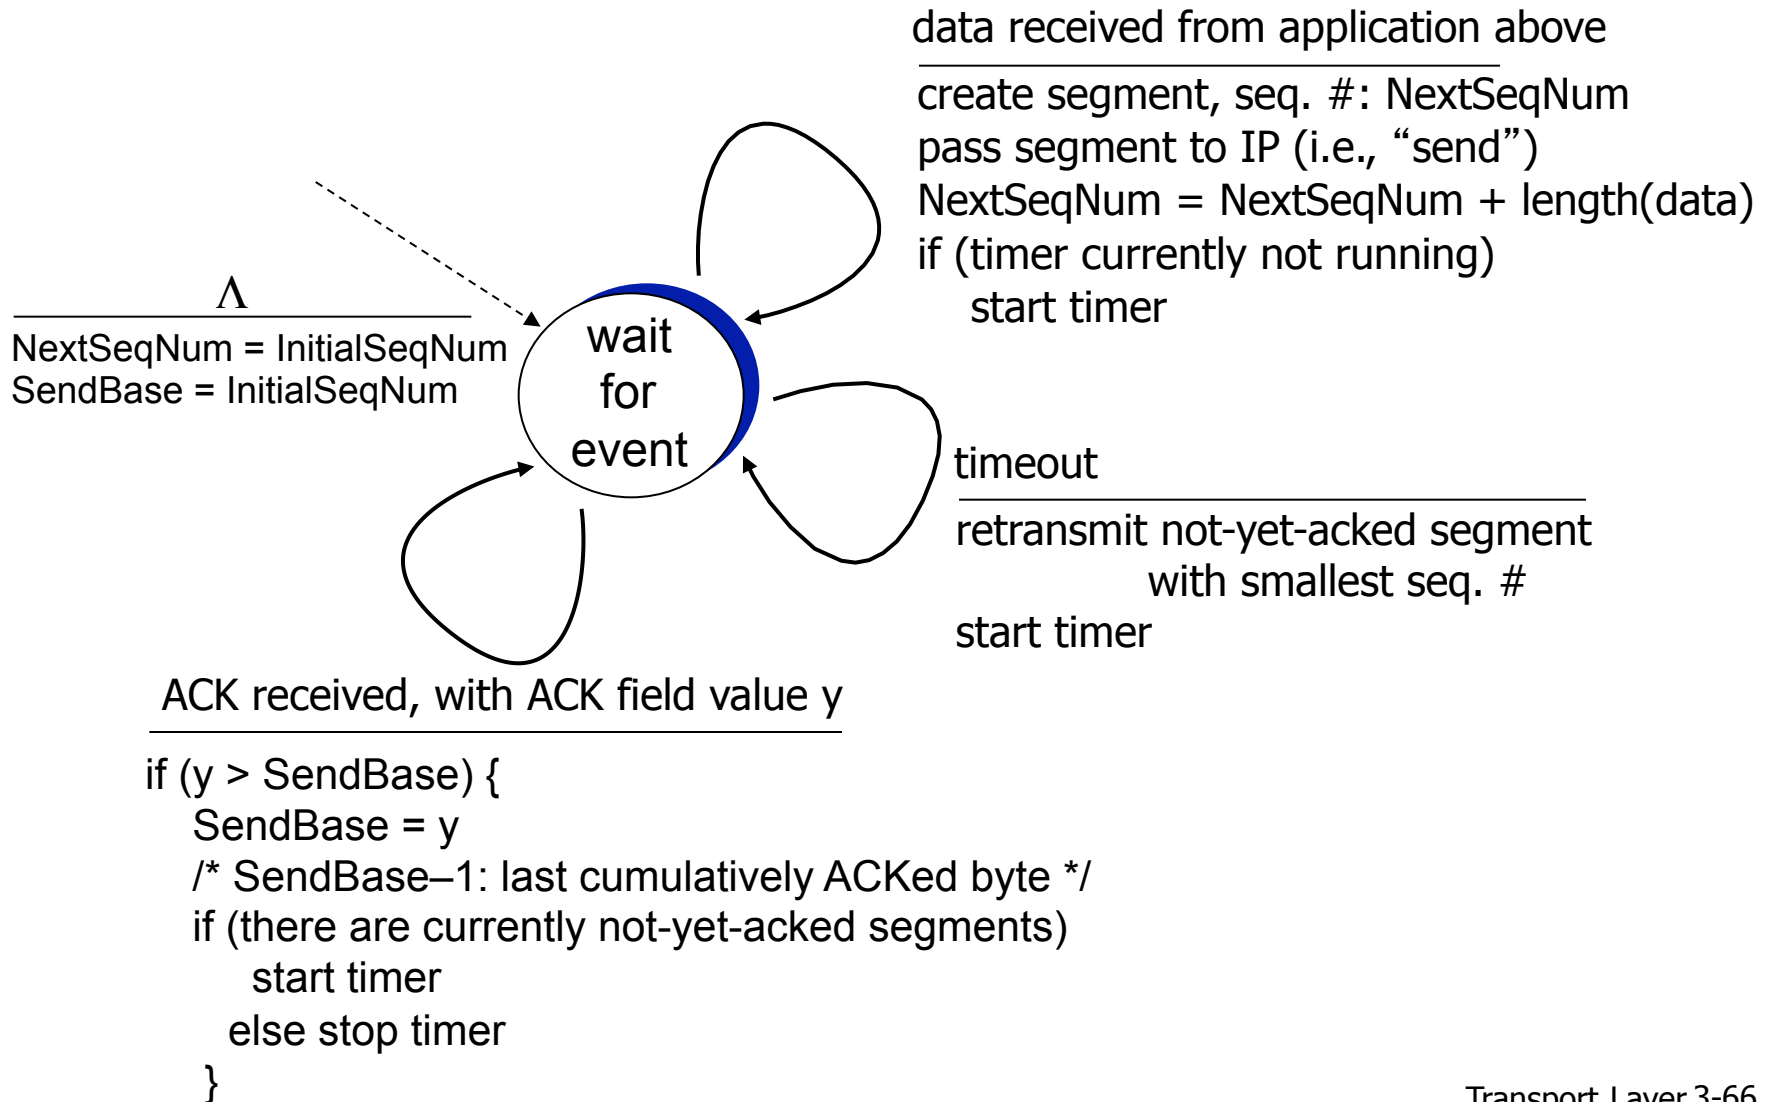 data received from application above
create segment, seq. #: NextSeqNum
pass segment to IP (i.e., “send”)
NextSeqNum = NextSeqNum + length(data)
if (timer currently not running)
start timer
Λ
NextSeqNum = InitialSeqNum
SendBase = InitialSeqNum
wait
for
event
timeout
retransmit not-yet-acked segment
with smallest seq. #
start timer
ACK received, with ACK field value y
if (y > SendBase) {
SendBase = y
/* SendBase–1: last cumulatively ACKed byte */
if (there are currently not-yet-acked segments)
start timer
else stop timer
}
Transport Layer 3-66